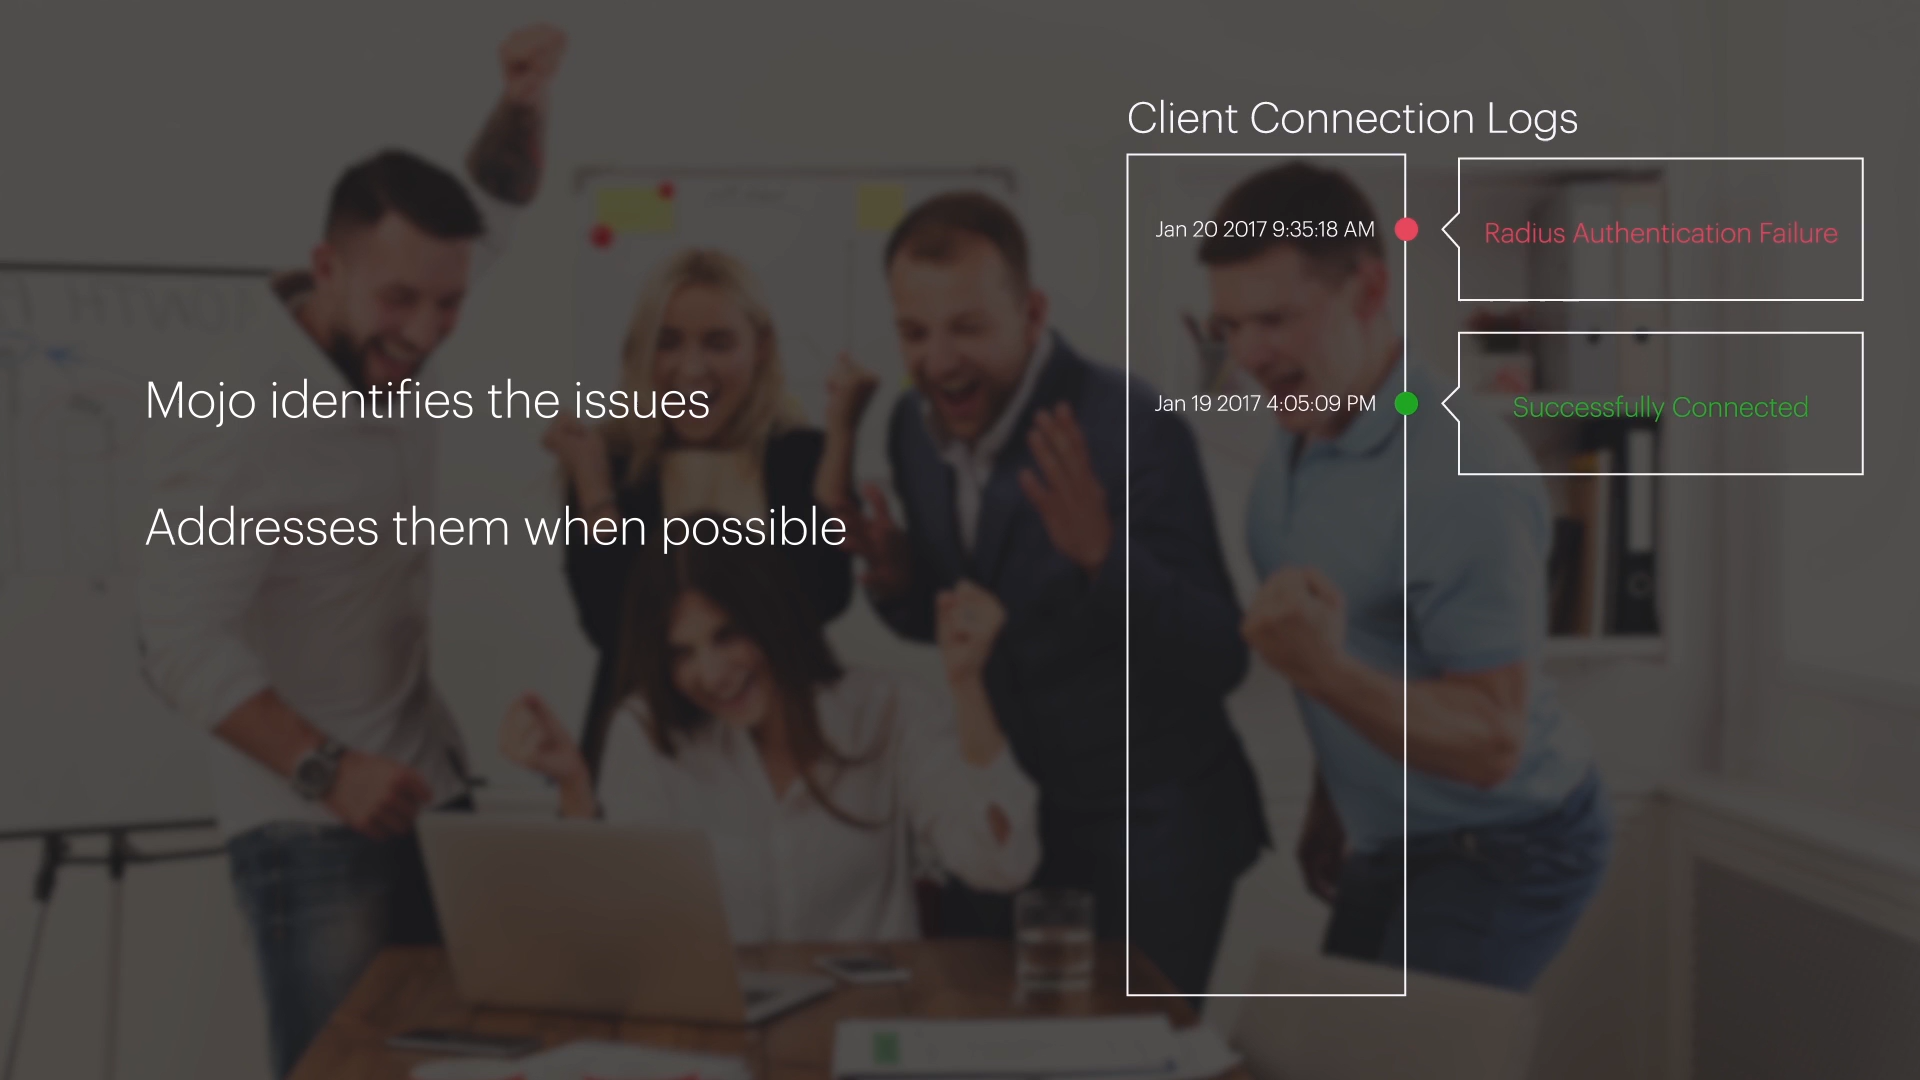 Client Connection Logs
Jan 20 2017 9:35:18 AM
Radius Authentication Failure
Jan 19 2017 4:05:09 PM
Successfully Connected
Mojo identifies the issues
Addresses them when possible